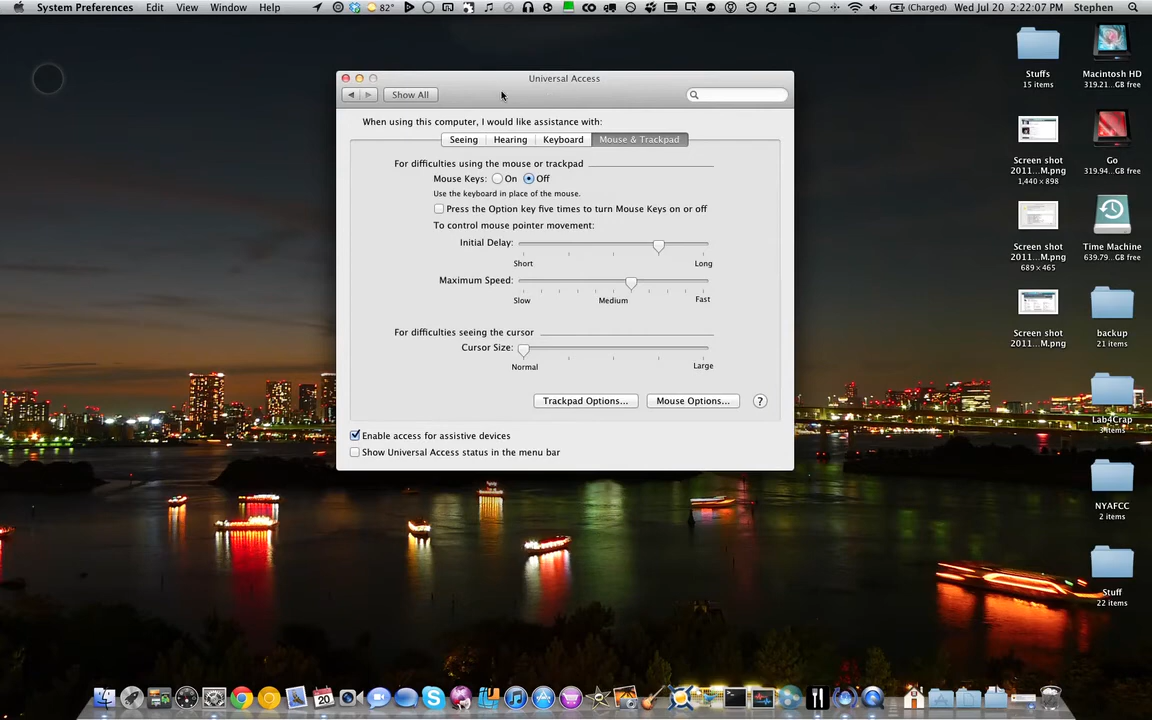 System Preferences Edit View Window Help 82° (Charged) Wed Jul 20 2:22:07 PM Stephen
Universal Access
Show All
When using this computer, I would like assistance with:
Seeing Hearing Keyboard Mouse & Trackpad
For difficulties using the mouse or trackpad
Mouse Keys: On Off
Use the keyboard in place of the mouse.
Press the Option key five times to turn Mouse Keys on or off
To control mouse pointer movement:
Initial Delay:
Short Long
Maximum Speed:
Slow Medium Fast
For difficulties seeing the cursor
Cursor Size:
Normal Large
Trackpad Options... Mouse Options... ?
Enable access for assistive devices
Show Universal Access status in the menu bar
Stuffs
15 items
Macintosh HD
319.21...GB free
Screen shot
2011...M.png
1,440 × 898
Go
319.94...GB free
Screen shot
2011...M.png
689 × 465
Time Machine
639.79...GB free
Screen shot
2011...M.png
backup
21 items
Lab4Crap
3 items
NYAFCC
2 items
Stuff
22 items
20